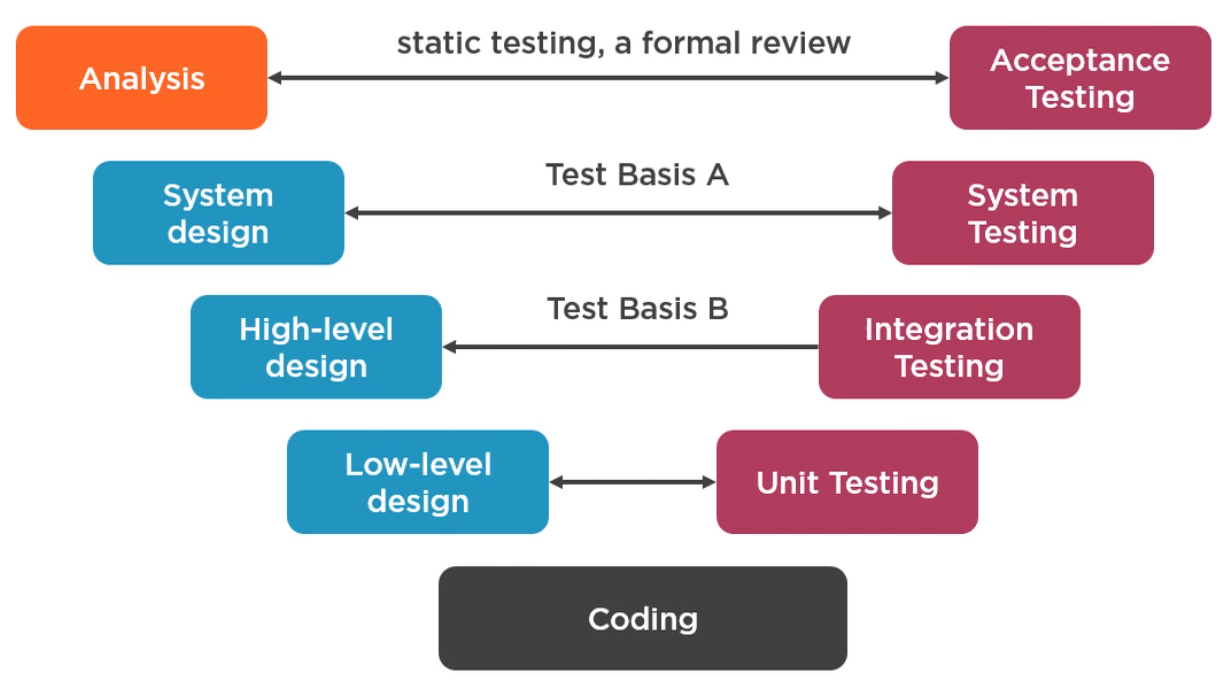 static testing, a formal review
Analysis
Acceptance
Testing
Test Basis A
System
design
System
Testing
Test Basis B
High-level
design
Integration
Testing
Low-level
design
Unit Testing
Coding